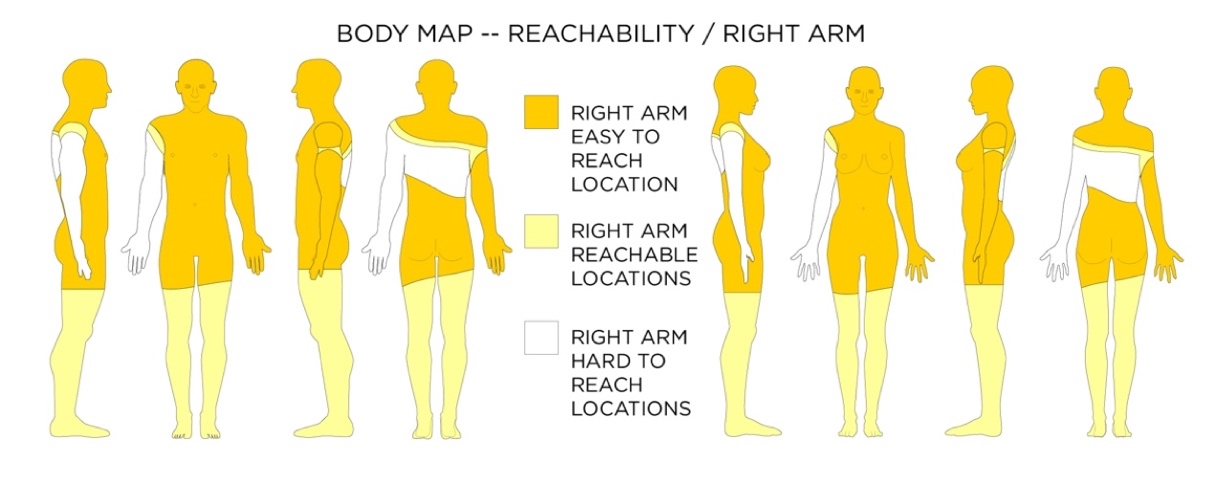 BODY MAP -- REACHABILITY / RIGHT ARM
RIGHT ARM
EASY TO
REACH
LOCATION
RIGHT ARM
REACHABLE
LOCATIONS
RIGHT ARM
HARD TO
REACH
LOCATIONS